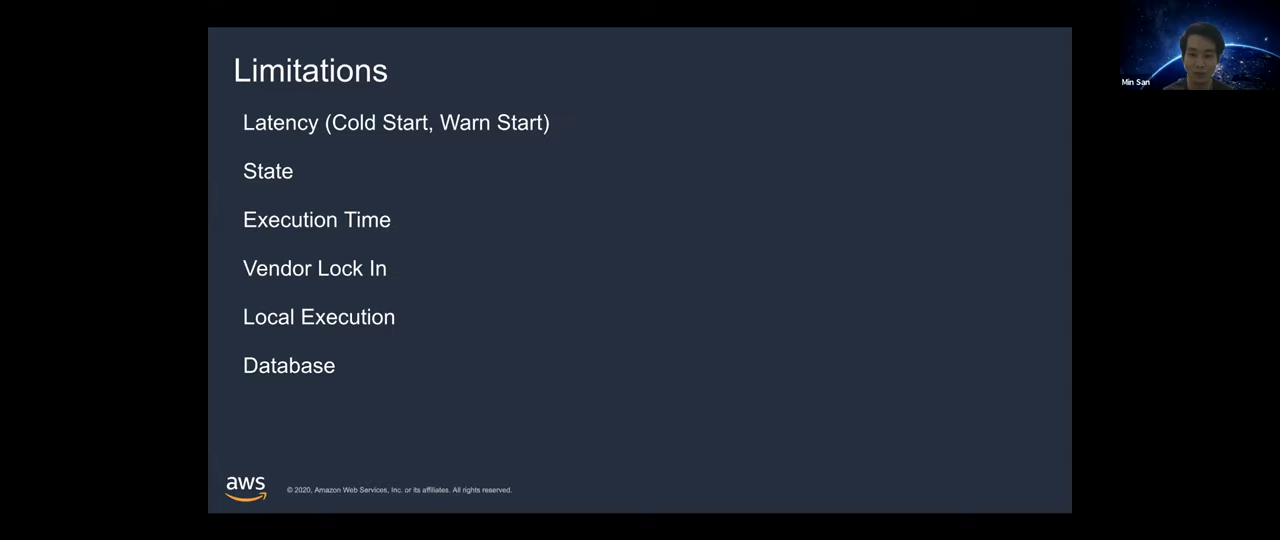 Limitations
Latency (Cold Start, Warn Start)
State
Execution Time
Vendor Lock In
Local Execution
Database
aws
© 2020, Amazon Web Services, Inc. or its affiliates. All rights reserved.
Min San